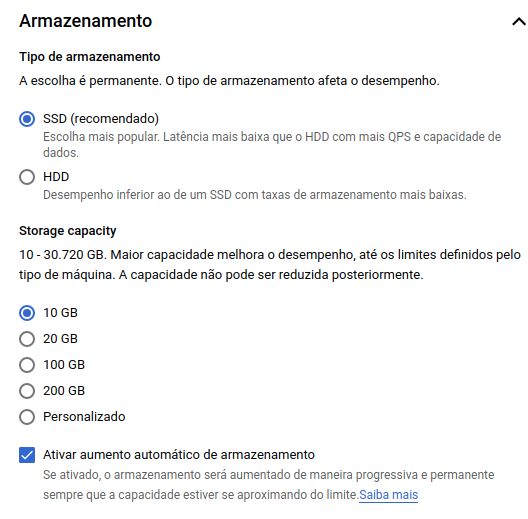 Armazenamento
Tipo de armazenamento
A escolha é permanente. O tipo de armazenamento afeta o desempenho.
SSD (recomendado)
Escolha mais popular. Latência mais baixa que o HDD com mais QPS e capacidade de
dados.
HDD
Desempenho inferior ao de um SSD com taxas de armazenamento mais baixas.
Storage capacity
10 - 30.720 GB. Maior capacidade melhora o desempenho, até os limites definidos pelo
tipo de máquina. A capacidade não pode ser reduzida posteriormente.
10 GB
20 GB
100 GB
200 GB
Personalizado
Ativar aumento automático de armazenamento
Se ativado, o armazenamento será aumentado de maneira progressiva e permanente
sempre que a capacidade estiver se aproximando do limite.Saiba mais